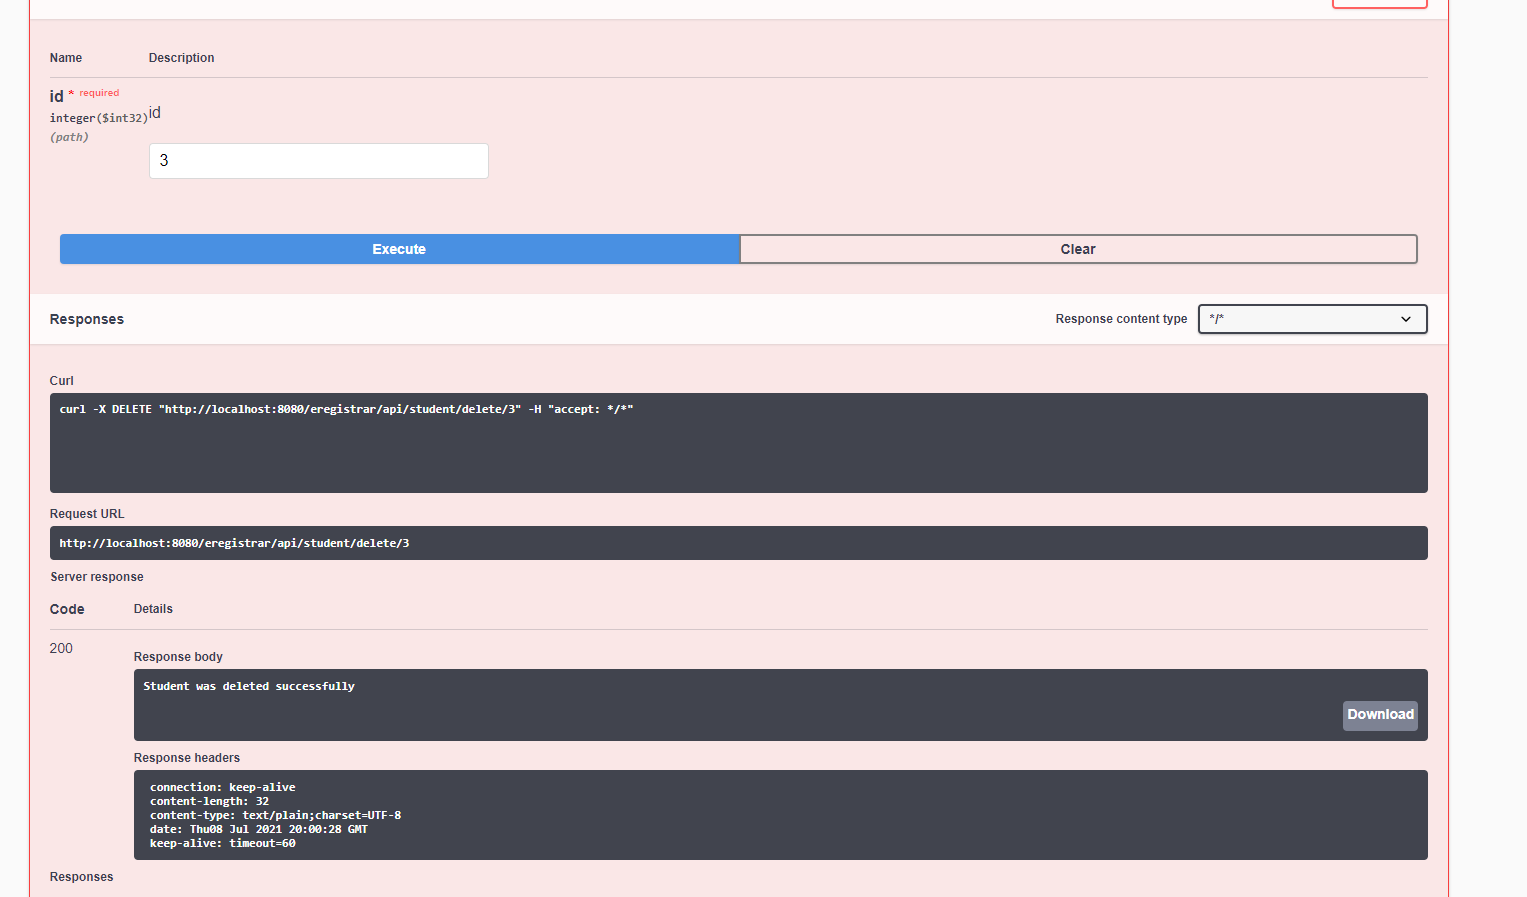 Name Description
id * required
integer($int32)
(path)
id
3
Execute Clear
Responses Response content type */*
Curl
curl -X DELETE "http://localhost:8080/eregistrar/api/student/delete/3" -H "accept: */*"
Request URL
http://localhost:8080/eregistrar/api/student/delete/3
Server response
Code Details
200
Response body
Student was deleted successfully
Download
Response headers
connection: keep-alive
content-length: 32
content-type: text/plain;charset=UTF-8
date: Thu08 Jul 2021 20:00:28 GMT
keep-alive: timeout=60
Responses